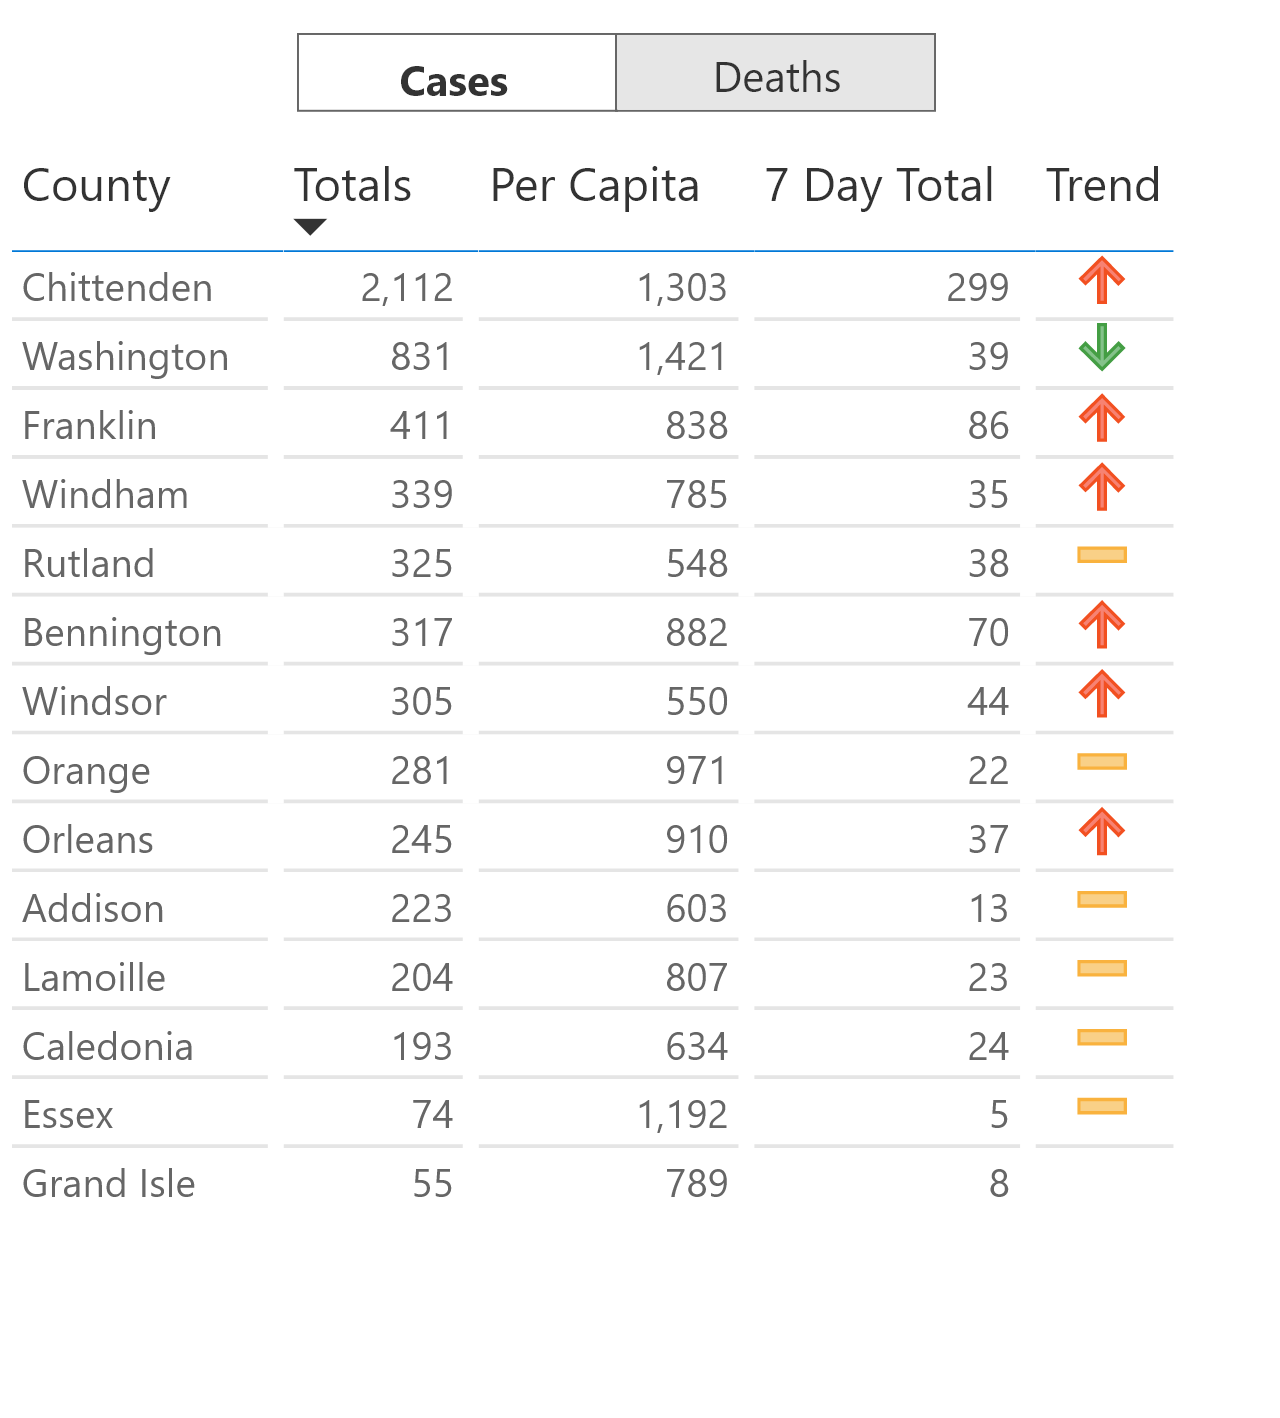 Cases Deaths
County Totals Per Capita 7 Day Total Trend
Chittenden 2,112 1,303 299
Washington 831 1,421 39
Franklin 411 838 86
Windham 339 785 35
Rutland 325 548 38
Bennington 317 882 70
Windsor 305 550 44
Orange 281 971 22
Orleans 245 910 37
Addison 223 603 13
Lamoille 204 807 23
Caledonia 193 634 24
Essex 74 1,192 5
Grand Isle 55 789 8